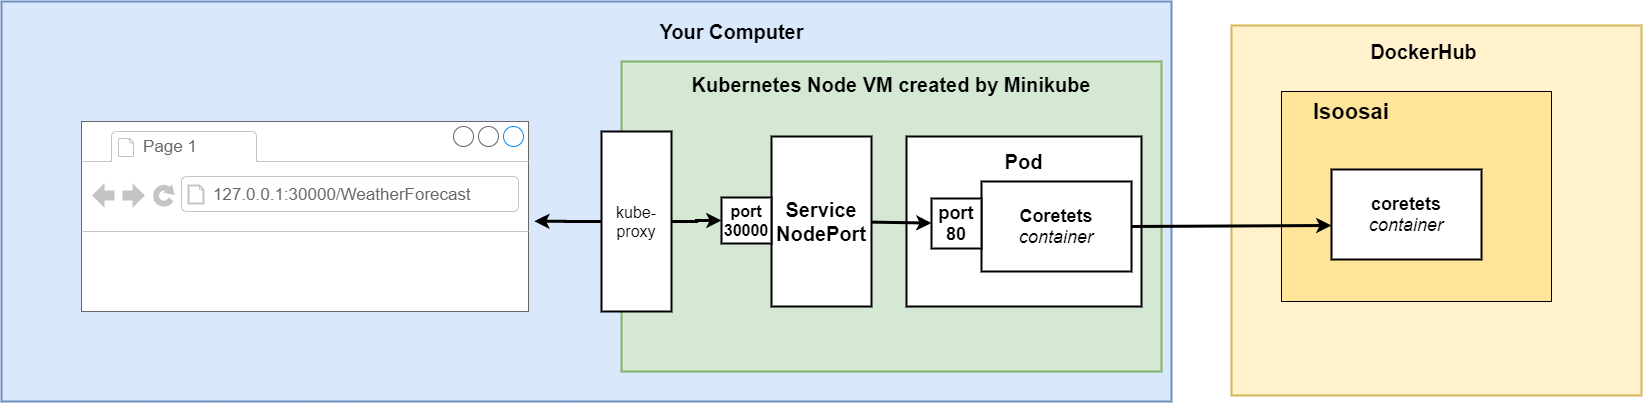 Your Computer
Kubernetes Node VM created by Minikube
Page 1
127.0.0.1:30000/WeatherForecast
kube-
proxy
port
30000
Service
NodePort
Pod
port
80
Coretets
container
DockerHub
Isoosai
coretets
container